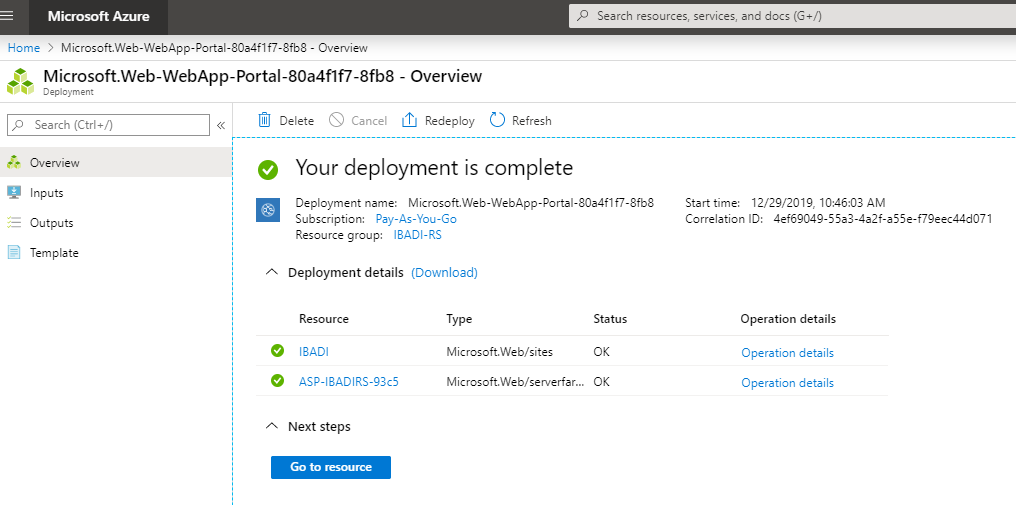 Microsoft Azure
Search resources, services, and docs (G+/)
Home > Microsoft.Web-WebApp-Portal-80a4f1f7-8fb8 - Overview
Microsoft.Web-WebApp-Portal-80a4f1f7-8fb8 - Overview
Deployment
Search (Ctrl+/)
«
Delete Cancel Redeploy Refresh
Overview
Inputs
Outputs
Template
Your deployment is complete
Deployment name: Microsoft.Web-WebApp-Portal-80a4f1f7-8fb8 Start time: 12/29/2019, 10:46:03 AM
Subscription: Pay-As-You-Go Correlation ID: 4ef69049-55a3-4a2f-a55e-f79eec44d071
Resource group: IBADI-RS
Deployment details (Download)
Resource Type Status Operation details
IBADI Microsoft.Web/sites OK Operation details
ASP-IBADIRS-93c5 Microsoft.Web/serverfar... OK Operation details
Next steps
Go to resource